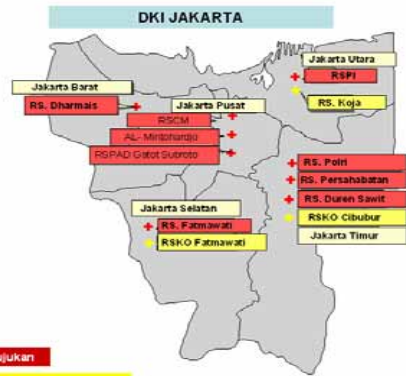 DKI JAKARTA
Jakarta Utara
RSPI
RS. Koja
Jakarta Barat
RS. Dharmais
Jakarta Pusat
RSCM
AL- Mintohardjo
RSPAD Gatot Subroto
RS. Polri
RS. Persahabatan
RS. Duren Sawit
RSKO Cibubur
Jakarta Timur
Jakarta Selatan
RS. Fatmawati
RSKO Fatmawati
ujukan